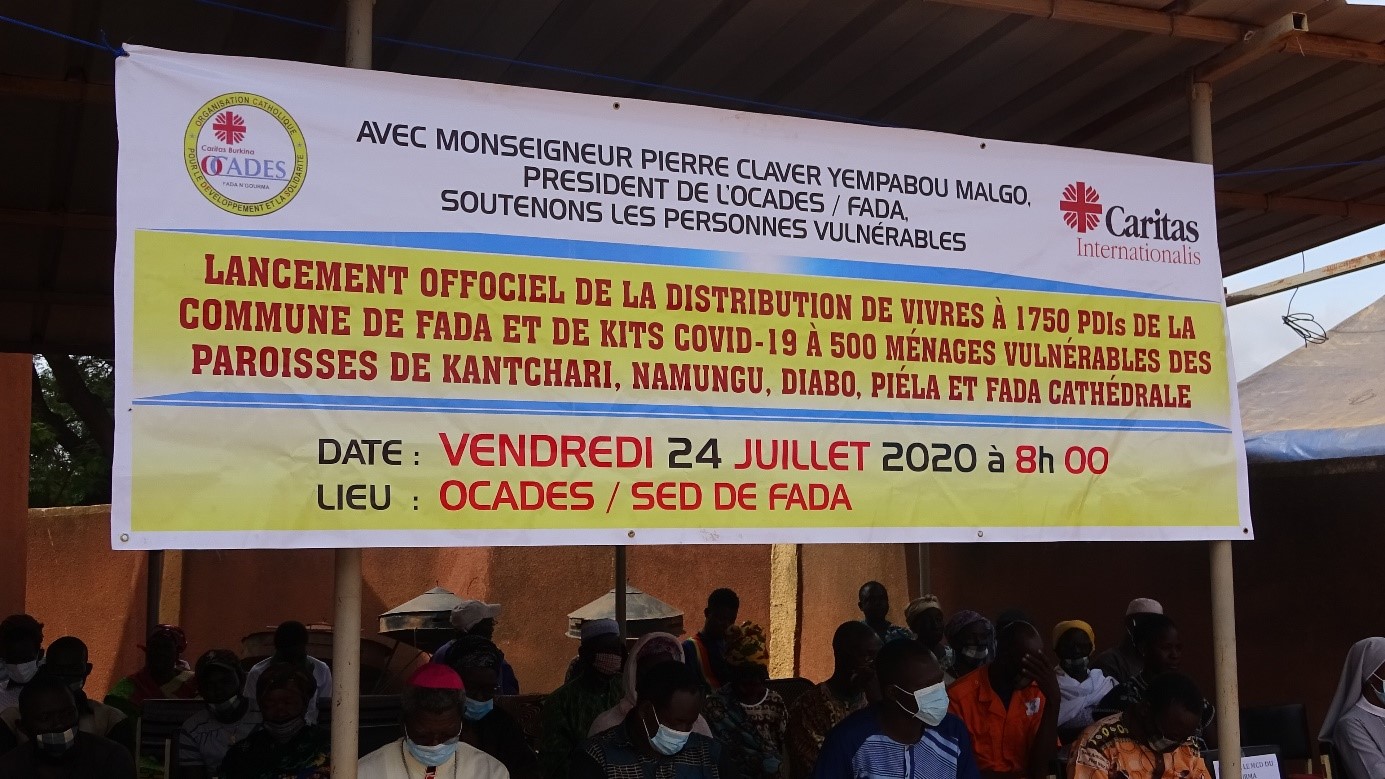 ORGANISATION CATHOLIQUE
Caritas Burkina
OCADES
FADA N'GOURMA
POUR LE DÉVELOPPEMENT ET LA SOLIDARITÉ
AVEC MONSEIGNEUR PIERRE CLAVER YEMPABOU MALGO,
PRESIDENT DE L'OCADES / FADA,
SOUTENONS LES PERSONNES VULNÉRABLES
Caritas
Internationalis
LANCEMENT OFFOCIEL DE LA DISTRIBUTION DE VIVRES À 1750 PDIs DE LA
COMMUNE DE FADA ET DE KITS COVID-19 À 500 MÉNAGES VULNÉRABLES DES
PAROISSES DE KANTCHARI, NAMUNGU, DIABO, PIÉLA ET FADA CATHÉDRALE
DATE : VENDREDI 24 JUILLET 2020 à 8h 00
LIEU : OCADES / SED DE FADA
LE MCD DU